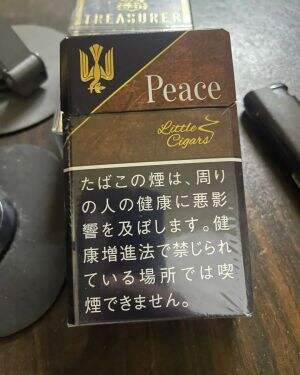 TREASURER
Peace
Little
Cigars
たばこの煙は、周り
の人の健康に悪影
響を及ぼします。健
康増進法で禁じられ
ている場所では喫
煙できません。